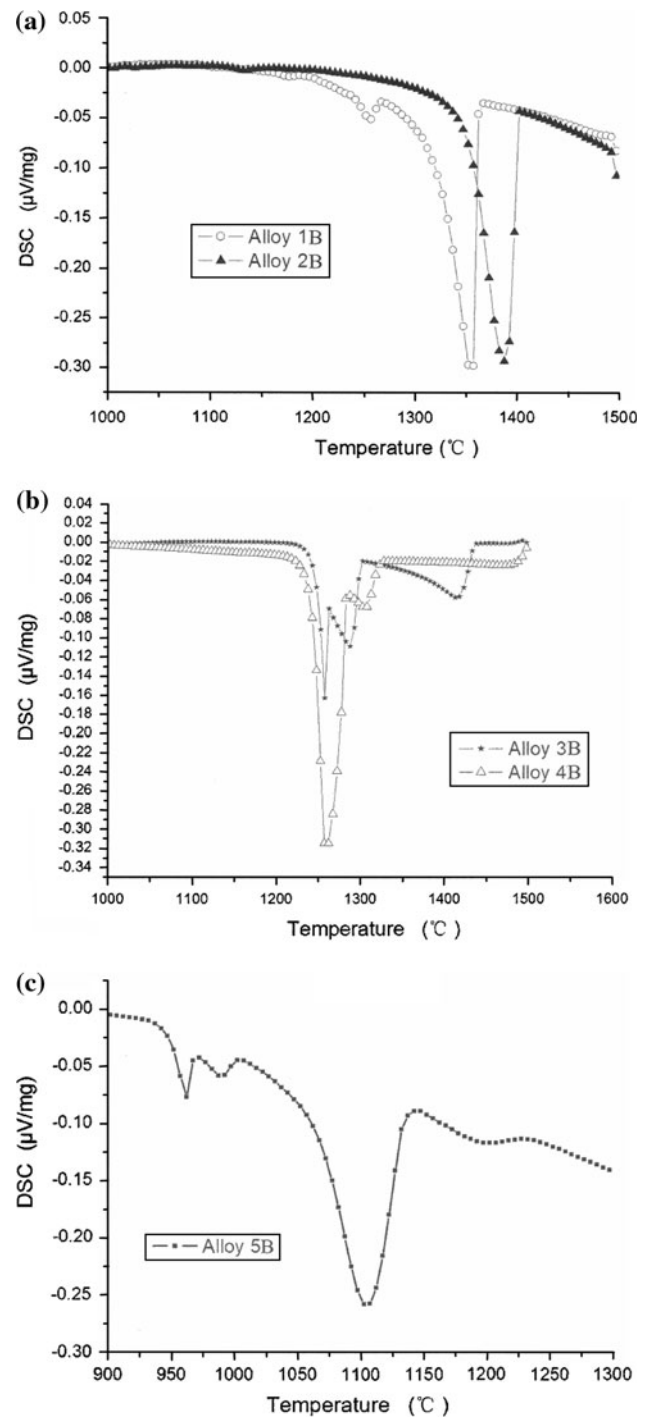 (a)
0.00
-0.05
-0.10
-0.15
-0.20
-0.25
-0.30
DSC (μV/mg)
Alloy 1B
Alloy 2B
1000 1100 1200 1300 1400 1500
Temperature (℃)
(b)
0.04
0.02
0.00
-0.02
-0.04
-0.06
-0.08
-0.10
-0.12
-0.14
-0.16
-0.18
-0.20
-0.22
-0.24
-0.26
-0.28
-0.30
-0.32
-0.34
DSC (μV/mg)
Alloy 3B
Alloy 4B
1000 1100 1200 1300 1400 1500 1600
Temperature (℃)
(c)
0.00
-0.05
-0.10
-0.15
-0.20
-0.25
-0.30
DSC (μV/mg)
Alloy 5B
900 950 1000 1050 1100 1150 1200 1250 1300
Temperature (℃)